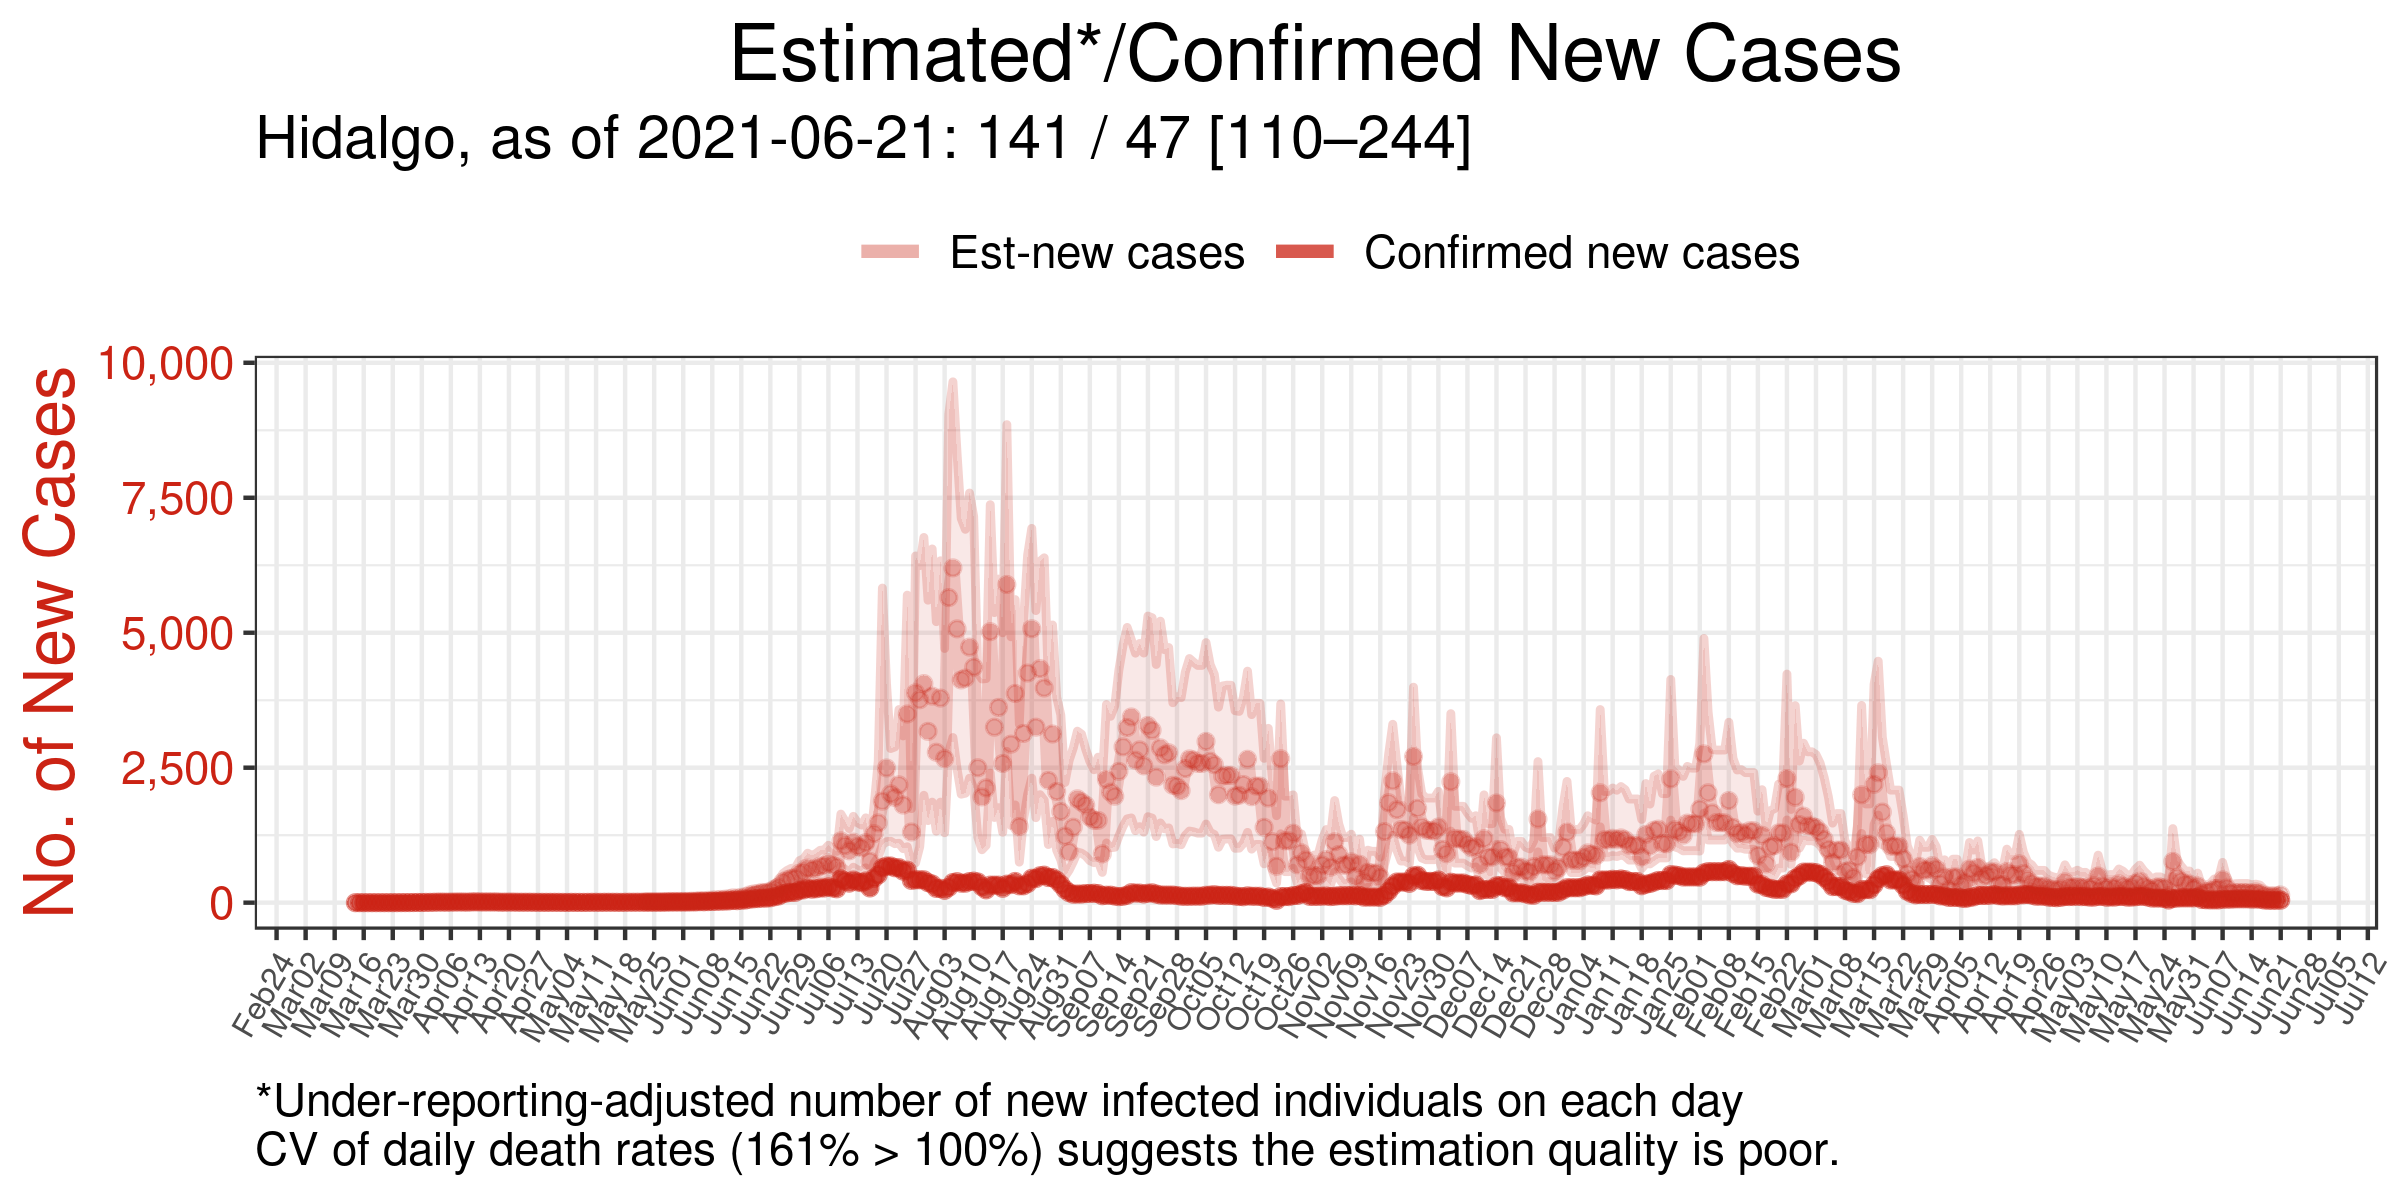 Estimated*/Confirmed New Cases
Hidalgo, as of 2021-06-21: 141 / 47 [110–244]
Est-new cases
Confirmed new cases
No. of New Cases
10,000
7,500
5,000
2,500
0
Feb24
Mar02
Mar09
Mar16
Mar23
Mar30
Apr06
Apr13
Apr20
Apr27
May04
May11
May18
May25
Jun01
Jun08
Jun15
Jun22
Jun29
Jul06
Jul13
Jul20
Jul27
Aug03
Aug10
Aug17
Aug24
Aug31
Sep07
Sep14
Sep21
Sep28
Oct05
Oct12
Oct19
Oct26
Nov02
Nov09
Nov16
Nov23
Nov30
Dec07
Dec14
Dec21
Dec28
Jan04
Jan11
Jan18
Jan25
Feb01
Feb08
Feb15
Feb22
Mar01
Mar08
Mar15
Mar22
Mar29
Apr05
Apr12
Apr19
Apr26
May03
May10
May17
May24
May31
Jun07
Jun14
Jun21
Jun28
Jul05
Jul12
*Under-reporting-adjusted number of new infected individuals on each day
CV of daily death rates (161% > 100%) suggests the estimation quality is poor.